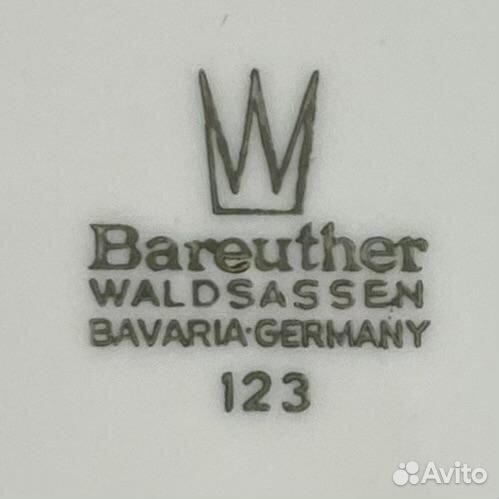 Bareuther
WALDSASSEN
BAVARIA·GERMANY
123
Avito